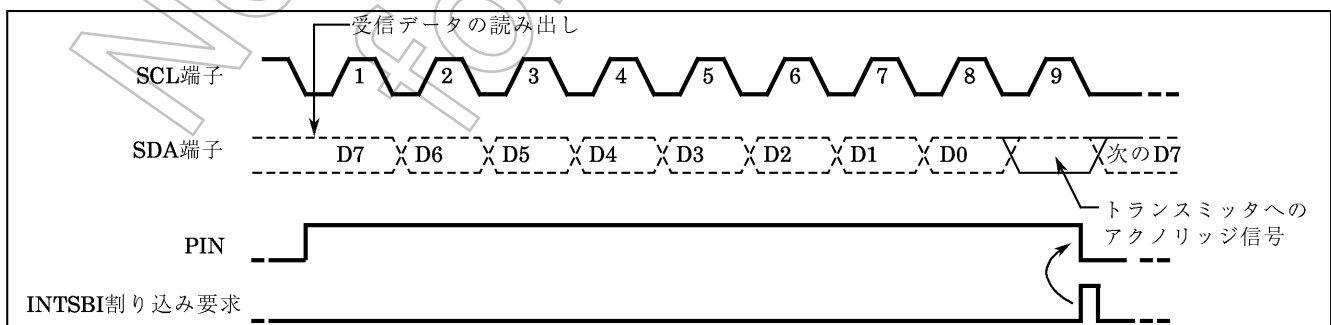 受信データの読み出し
SCL端子
1 2 3 4 5 6 7 8 9
SDA端子
D7 D6 D5 D4 D3 D2 D1 D0 次のD7
トランスミッタへの
アクノリッジ信号
PIN
INTSBI割り込み要求